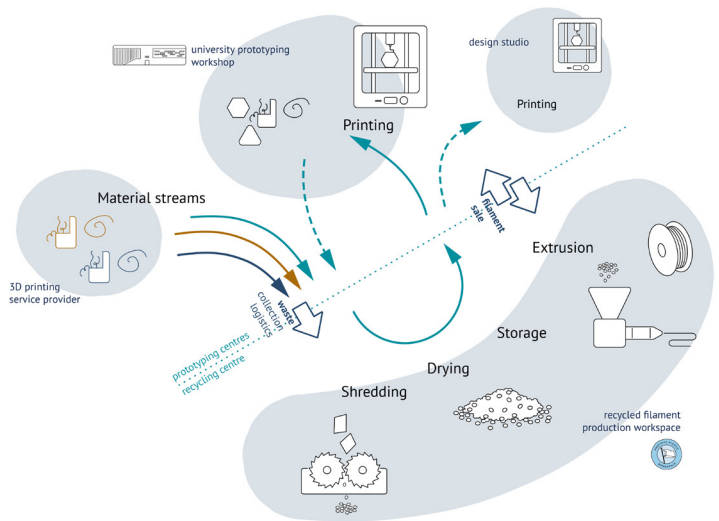 university prototyping
workshop
design studio
Printing
Printing
Material streams
3D printing
service provider
filament
sale
waste
collection
logistics
prototyping centres
recycling centre
Extrusion
Storage
Drying
Shredding
recycled filament
production workspace